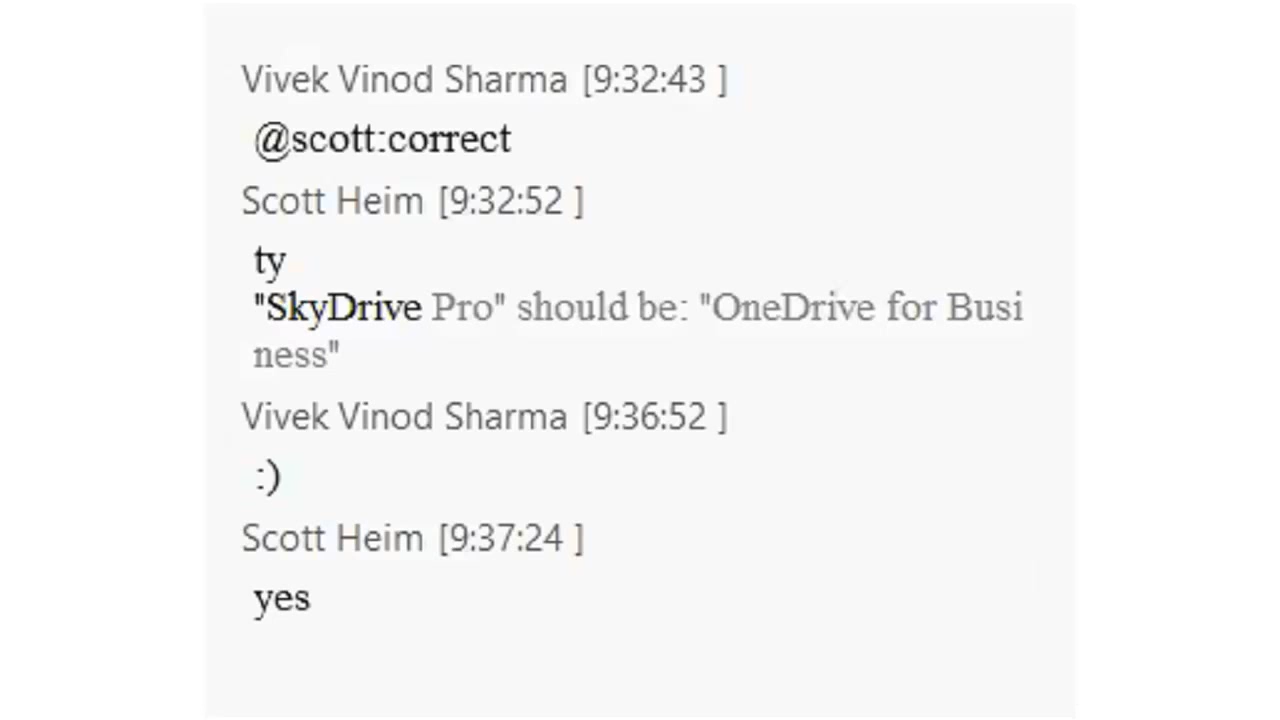 Vivek Vinod Sharma [9:32:43 ]
@scott:correct
Scott Heim [9:32:52 ]
ty
"SkyDrive Pro" should be: "OneDrive for Busi
ness"
Vivek Vinod Sharma [9:36:52 ]
:)
Scott Heim [9:37:24 ]
yes